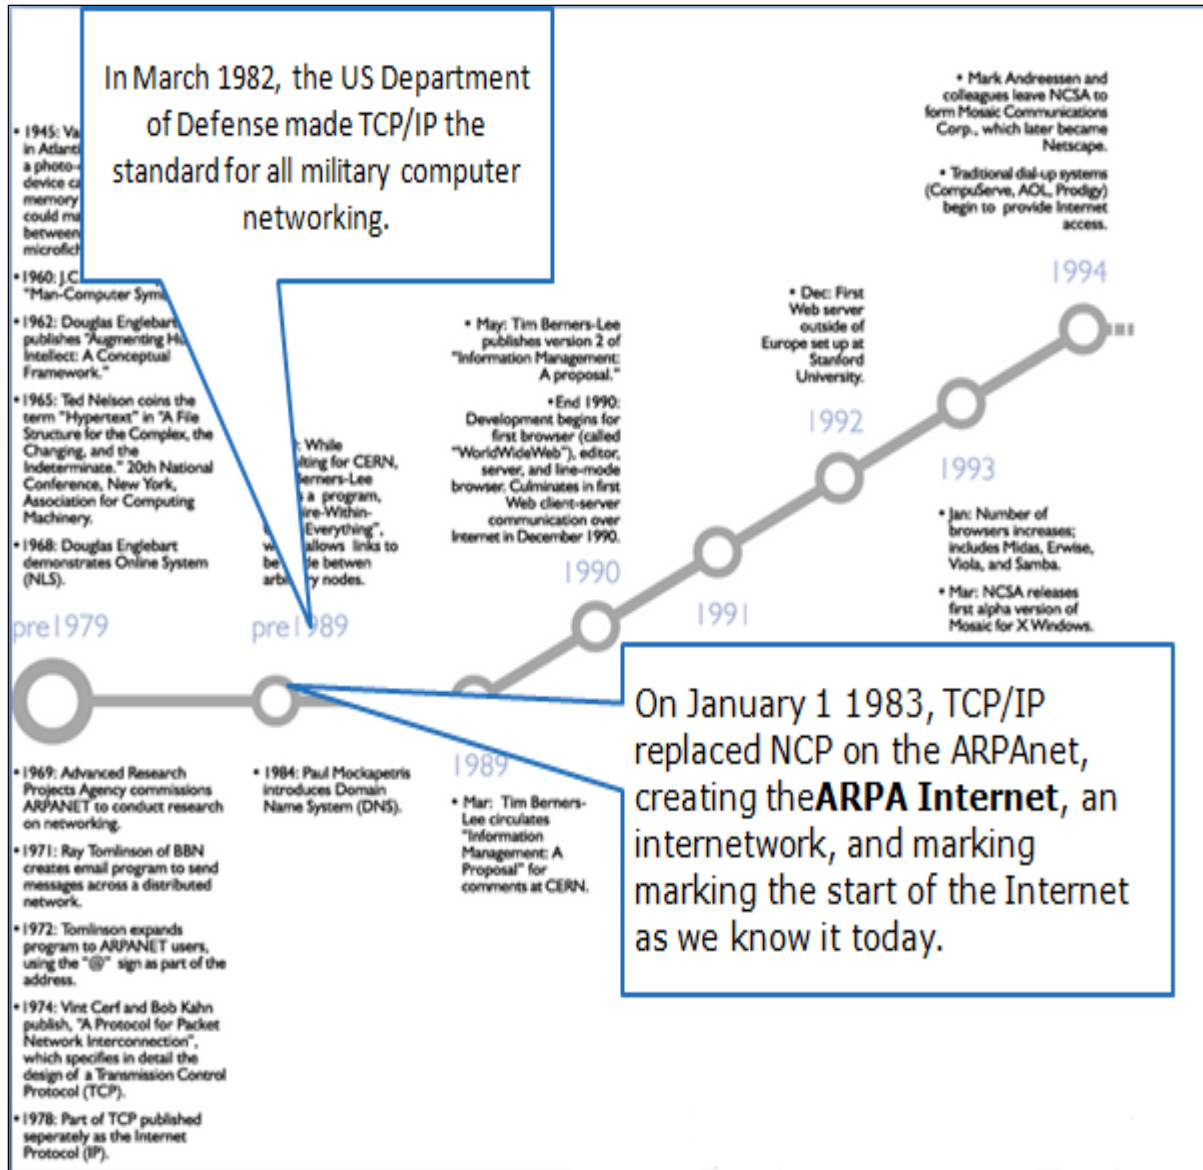 In March 1982, the US Department
of Defense made TCP/IP the
standard for all military computer
networking.
• 1945: Va
in Atlanti
a photo-
device ca
memory
could ma
between
microfich
• 1960: J.C.
"Man-Computer Sym
• 1962: Douglas Englebart
publishes "Augmenting Hu
Intellect: A Conceptual
Framework."
• 1965: Ted Nelson coins the
term "Hypertext" in "A File
Structure for the Complex, the
Changing, and the
Indeterminate." 20th National
Conference, New York,
Association for Computing
Machinery.
• 1968: Douglas Englebart
demonstrates Online System
(NLS).
pre1979
• 1969: Advanced Research
Projects Agency commissions
ARPANET to conduct research
on networking.
• 1971: Ray Tomlinson of BBN
creates email program to send
messages across a distributed
network.
• 1972: Tomlinson expands
program to ARPANET users,
using the "@" sign as part of the
address.
• 1974: Vint Cerf and Bob Kahn
publish, "A Protocol for Packet
Network Interconnection",
which specifies in detail the
design of a Transmission Control
Protocol (TCP).
• 1978: Part of TCP published
seperately as the Internet
Protocol (IP).
: While
lting for CERN,
erners-Lee
a program,
ire-Within-
Everything",
allows links to
be de betwen
arbi y nodes.
pre1989
• 1984: Paul Mockapetris
introduces Domain
Name System (DNS).
1989
• Mar: Tim Berners-
Lee circulates
"Information
Management: A
Proposal" for
comments at CERN.
• May: Tim Berners-Lee
publishes version 2 of
"Information Management:
A proposal."
• End 1990:
Development begins for
first browser (called
"WorldWideWeb"), editor,
server, and line-mode
browser. Culminates in first
Web client-server
communication over
Internet in December 1990.
1990
1991
• Dec: First
Web server
outside of
Europe set up at
Stanford
University.
1992
1993
• Jan: Number of
browsers increases;
includes Midas, Erwise,
Viola, and Samba.
• Mar: NCSA releases
first alpha version of
Mosaic for X Windows.
• Mark Andreessen and
colleagues leave NCSA to
form Mosaic Communications
Corp., which later became
Netscape.
• Traditional dial-up systems
(CompuServe, AOL, Prodigy)
begin to provide Internet
access.
1994
On January 1 1983, TCP/IP
replaced NCP on the ARPAnet,
creating theARPA Internet, an
internetwork, and marking
marking the start of the Internet
as we know it today.